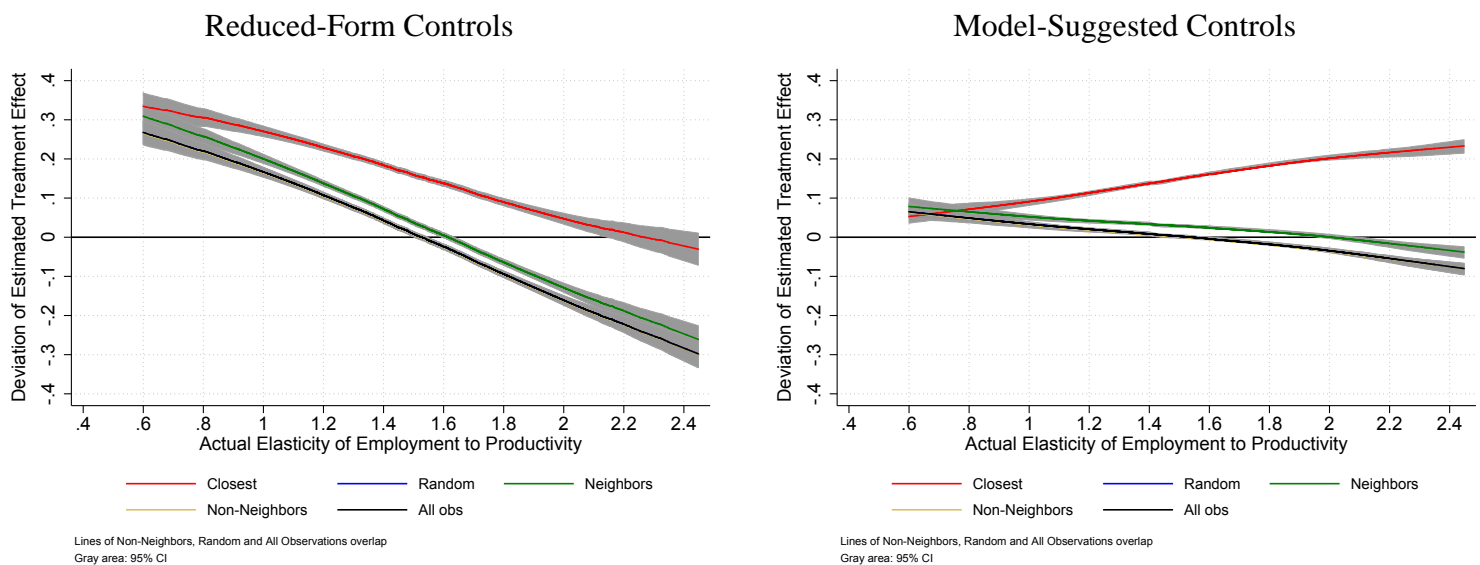 Reduced-Form Controls
Deviation of Estimated Treatment Effect
.4
.3
.2
.1
0
-.1
-.2
-.3
-.4
.4 .6 .8 1 1.2 1.4 1.6 1.8 2 2.2 2.4
Actual Elasticity of Employment to Productivity
Closest Random Neighbors
Non-Neighbors All obs
Lines of Non-Neighbors, Random and All Observations overlap
Gray area: 95% CI
Model-Suggested Controls
Deviation of Estimated Treatment Effect
.4
.3
.2
.1
0
-.1
-.2
-.3
-.4
.4 .6 .8 1 1.2 1.4 1.6 1.8 2 2.2 2.4
Actual Elasticity of Employment to Productivity
Closest Random Neighbors
Non-Neighbors All obs
Lines of Non-Neighbors, Random and All Observations overlap
Gray area: 95% CI